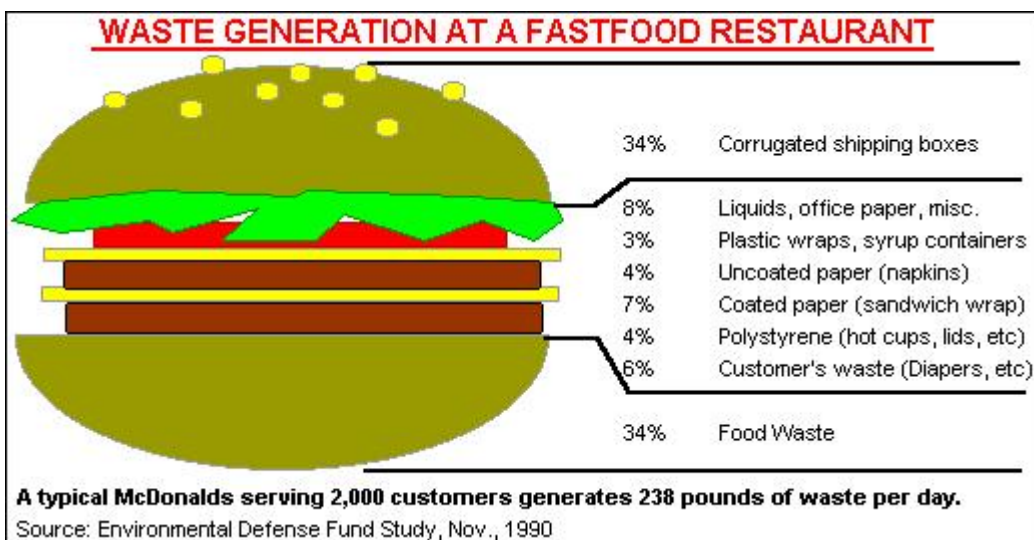 WASTE GENERATION AT A FASTFOOD RESTAURANT
34% Corrugated shipping boxes
8% Liquids, office paper, misc.
3% Plastic wraps, syrup containers
4% Uncoated paper (napkins)
7% Coated paper (sandwich wrap)
4% Polystyrene (hot cups, lids, etc)
6% Customer's waste (Diapers, etc)
34% Food Waste
A typical McDonalds serving 2,000 customers generates 238 pounds of waste per day.
Source: Environmental Defense Fund Study, Nov., 1990